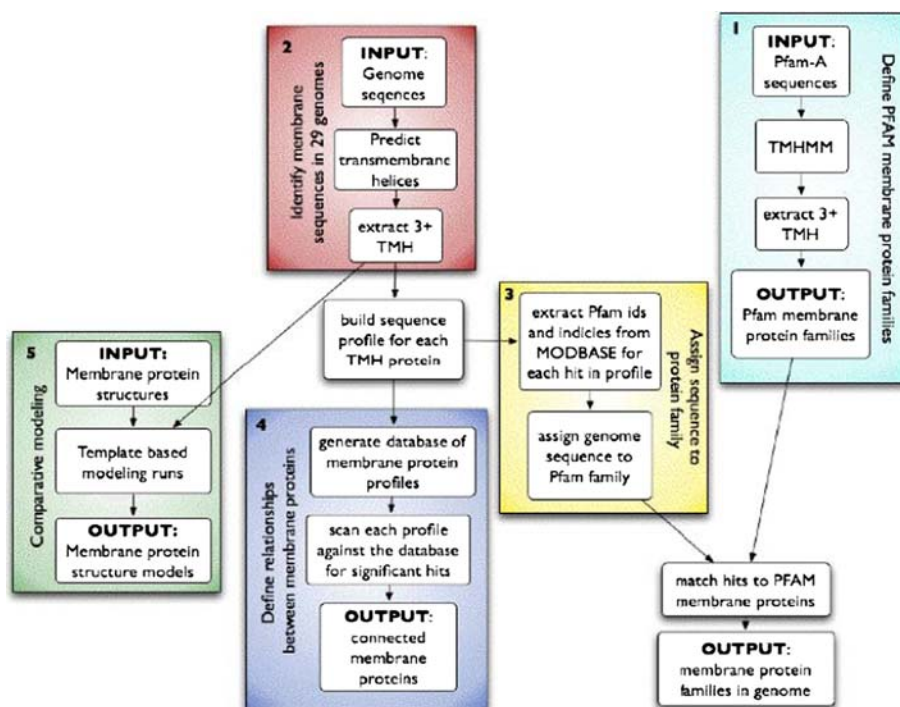 1
INPUT:
Pfam-A
sequences
TMHMM
extract 3+
TMH
OUTPUT:
Pfam membrane
protein families
Define PFAM membrane protein families
2
INPUT:
Genome
seqences
Predict
transmembrane
helices
extract 3+
TMH
Identify membrane
sequences in 29 genomes
build sequence
profile for each
TMH protein
3
extract Pfam ids
and indicies from
MODBASE for
each hit in profile
assign genome
sequence to
Pfam family
Assign sequence to
protein family
4
generate database of
membrane protein
profiles
scan each profile
against the database
for significant hits
OUTPUT:
connected
membrane
proteins
Define relationships
between membrane proteins
5
INPUT:
Membrane protein
structures
Template based
modeling runs
OUTPUT:
Membrane protein
structure models
Comparative modeling
match hits to PFAM
membrane proteins
OUTPUT:
membrane protein
families in genome